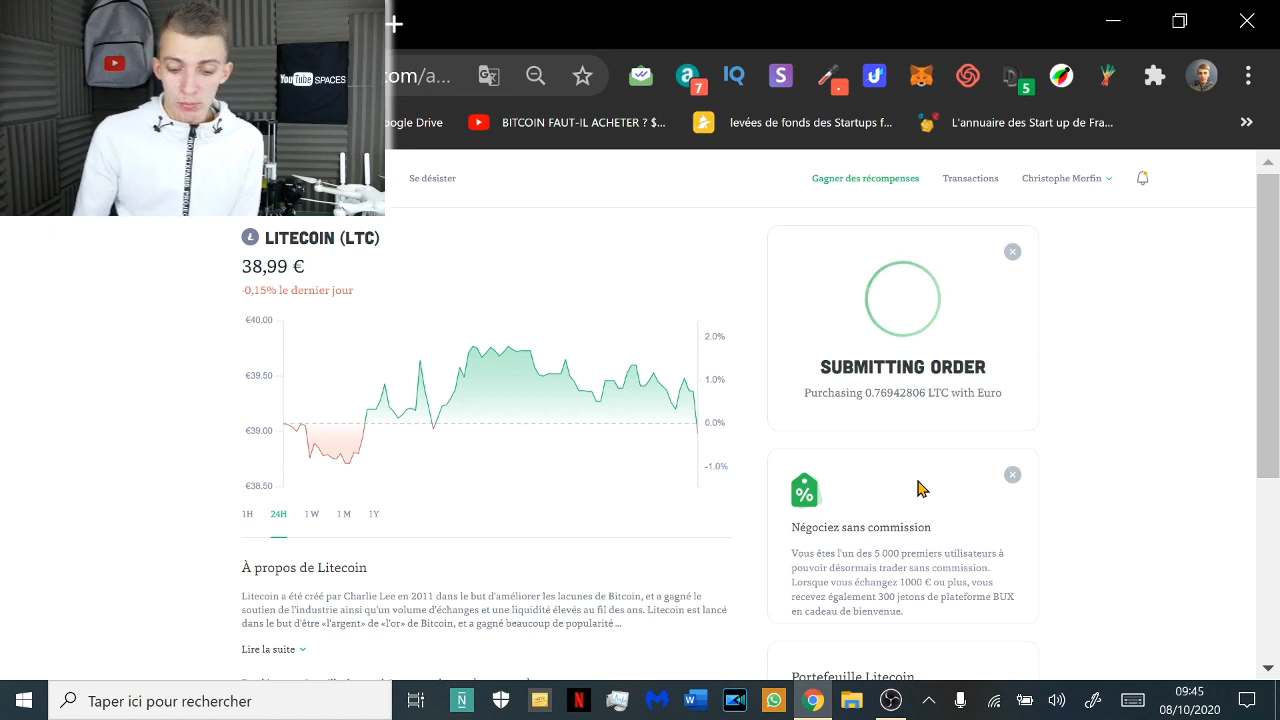 YouTube SPACES
.com/a...
7
IQ
S
5
ogle Drive
BITCOIN FAUT-IL ACHETER ? $...
levées de fonds des Startups f...
L'annuaire des Start up de Fra...
»
Se désister
Gagner des récompenses
Transactions
Christophe Morfin
LITECOIN (LTC)
38,99 €
-0,15% le dernier jour
€40.00
€39.50
€39.00
€38.50
2.0%
1.0%
0.0%
-1.0%
1H
24H
1 W
1 M
1Y
SUBMITTING ORDER
Purchasing 0.76942806 LTC with Euro
%
Négociez sans commission
Vous êtes l'un des 5 000 premiers utilisateurs à
pouvoir désormais trader sans commission.
Lorsque vous échangez 1000 € ou plus, vous
recevez également 300 jetons de plateforme BUX
en cadeau de bienvenue.
À propos de Litecoin
Litecoin a été créé par Charlie Lee en 2011 dans le but d'améliorer les lacunes de Bitcoin, et a gagné le
soutien de l'industrie ainsi qu'un volume d'échanges et une liquidité élevés au fil des ans. Litecoin est lancé
dans le but d'être «l'argent» de «l'or» de Bitcoin, et a gagné beaucoup de popularité ...
Lire la suite
Portefeuille Litecoin
Taper ici pour rechercher
09:45
08/10/2020